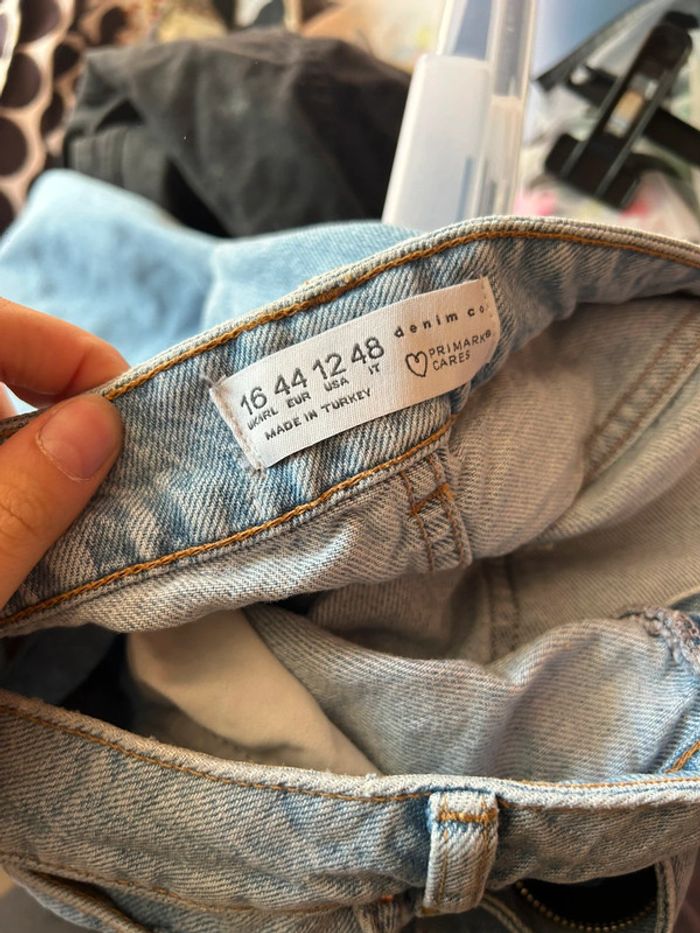 16 44 12 48
UK/IRL EUR USA IT
MADE IN TURKEY
denim co.
PRIMARK®
CARES